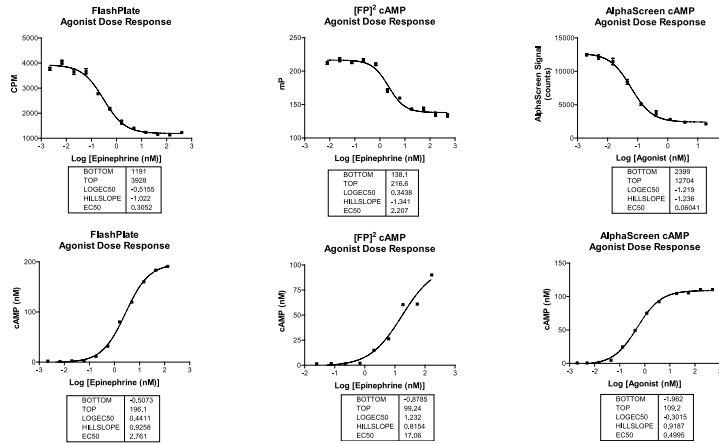 FlashPlate
Agonist Dose Response
CPM
5000
4000
3000
2000
1000
-3 -2 -1 0 1 2 3
Log [Epinephrine (nM)]
BOTTOM 1191
TOP 3928
LOGEC50 -0.5155
HILLSLOPE -1.022
EC50 0.3052
[FP]² cAMP
Agonist Dose Response
mP
250
200
150
100
-3 -2 -1 0 1 2 3
Log [Epinephrine (nM)]
BOTTOM 138.1
TOP 216.6
LOGEC50 0.3438
HILLSLOPE -1.341
EC50 2.207
AlphaScreen cAMP
Agonist Dose Response
AlphaScreen Signal
(counts)
15000
10000
5000
0
-3 -2 -1 0 1 2
Log [Agonist (nM)]
BOTTOM 2399
TOP 12704
LOGEC50 -1.219
HILLSLOPE -1.236
EC50 0.06041
FlashPlate
Agonist Dose Response
cAMP (nM)
200
100
0
-3 -2 -1 0 1 2 3
Log [Epinephrine (nM)]
BOTTOM -0.5073
TOP 196.1
LOGEC50 0.4411
HILLSLOPE 0.9258
EC50 2.761
[FP]² cAMP
Agonist Dose Response
cAMP (nM)
100
75
50
25
0
-2 -1 0 1 2 3
Log [Epinephrine (nM)]
BOTTOM -0.8785
TOP 99.24
LOGEC50 1.232
HILLSLOPE 0.8154
EC50 17.06
AlphaScreen cAMP
Agonist Dose Response
cAMP (nM)
150
100
50
0
-3 -2 -1 0 1 2 3
Log [Agonist (nM)]
BOTTOM -1.962
TOP 109.2
LOGEC50 -0.3015
HILLSLOPE 0.9187
EC50 0.4995